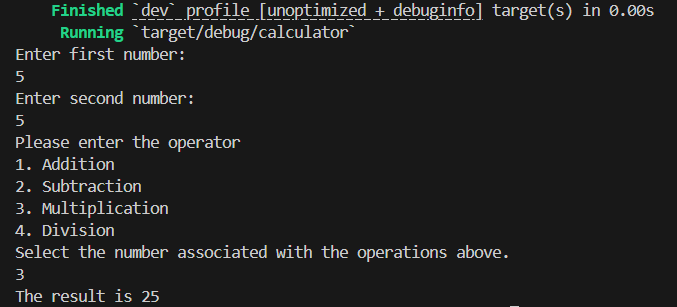 Finished `dev` profile [unoptimized + debuginfo] target(s) in 0.00s
Running `target/debug/calculator`
Enter first number:
5
Enter second number:
5
Please enter the operator
1. Addition
2. Subtraction
3. Multiplication
4. Division
Select the number associated with the operations above.
3
The result is 25